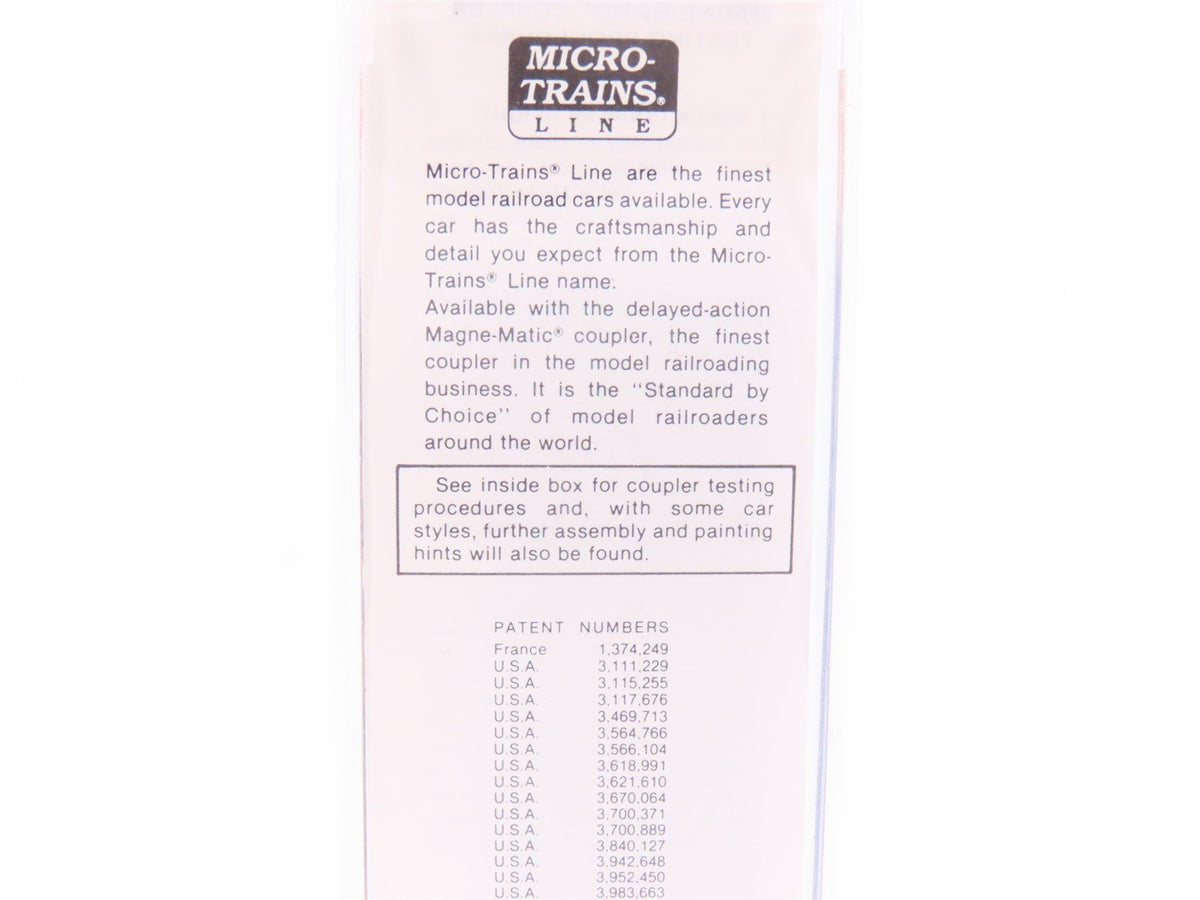 MICRO-
TRAINS®
LINE
Micro-Trains® Line are the finest
model railroad cars available. Every
car has the craftsmanship and
detail you expect from the Micro-
Trains® Line name.
Available with the delayed-action
Magne-Matic® coupler, the finest
coupler in the model railroading
business. It is the "Standard by
Choice" of model railroaders
around the world.
See inside box for coupler testing
procedures and, with some car
styles, further assembly and painting
hints will also be found.
PATENT NUMBERS
France 1,374,249
U.S.A. 3,111,229
U.S.A. 3,115,255
U.S.A. 3,117,676
U.S.A. 3,469,713
U.S.A. 3,564,766
U.S.A. 3,566,104
U.S.A. 3,618,991
U.S.A. 3,621,610
U.S.A. 3,670,064
U.S.A. 3,700,371
U.S.A. 3,700,889
U.S.A. 3,840,127
U.S.A. 3,942,648
U.S.A. 3,952,450
U.S.A. 3,983,663